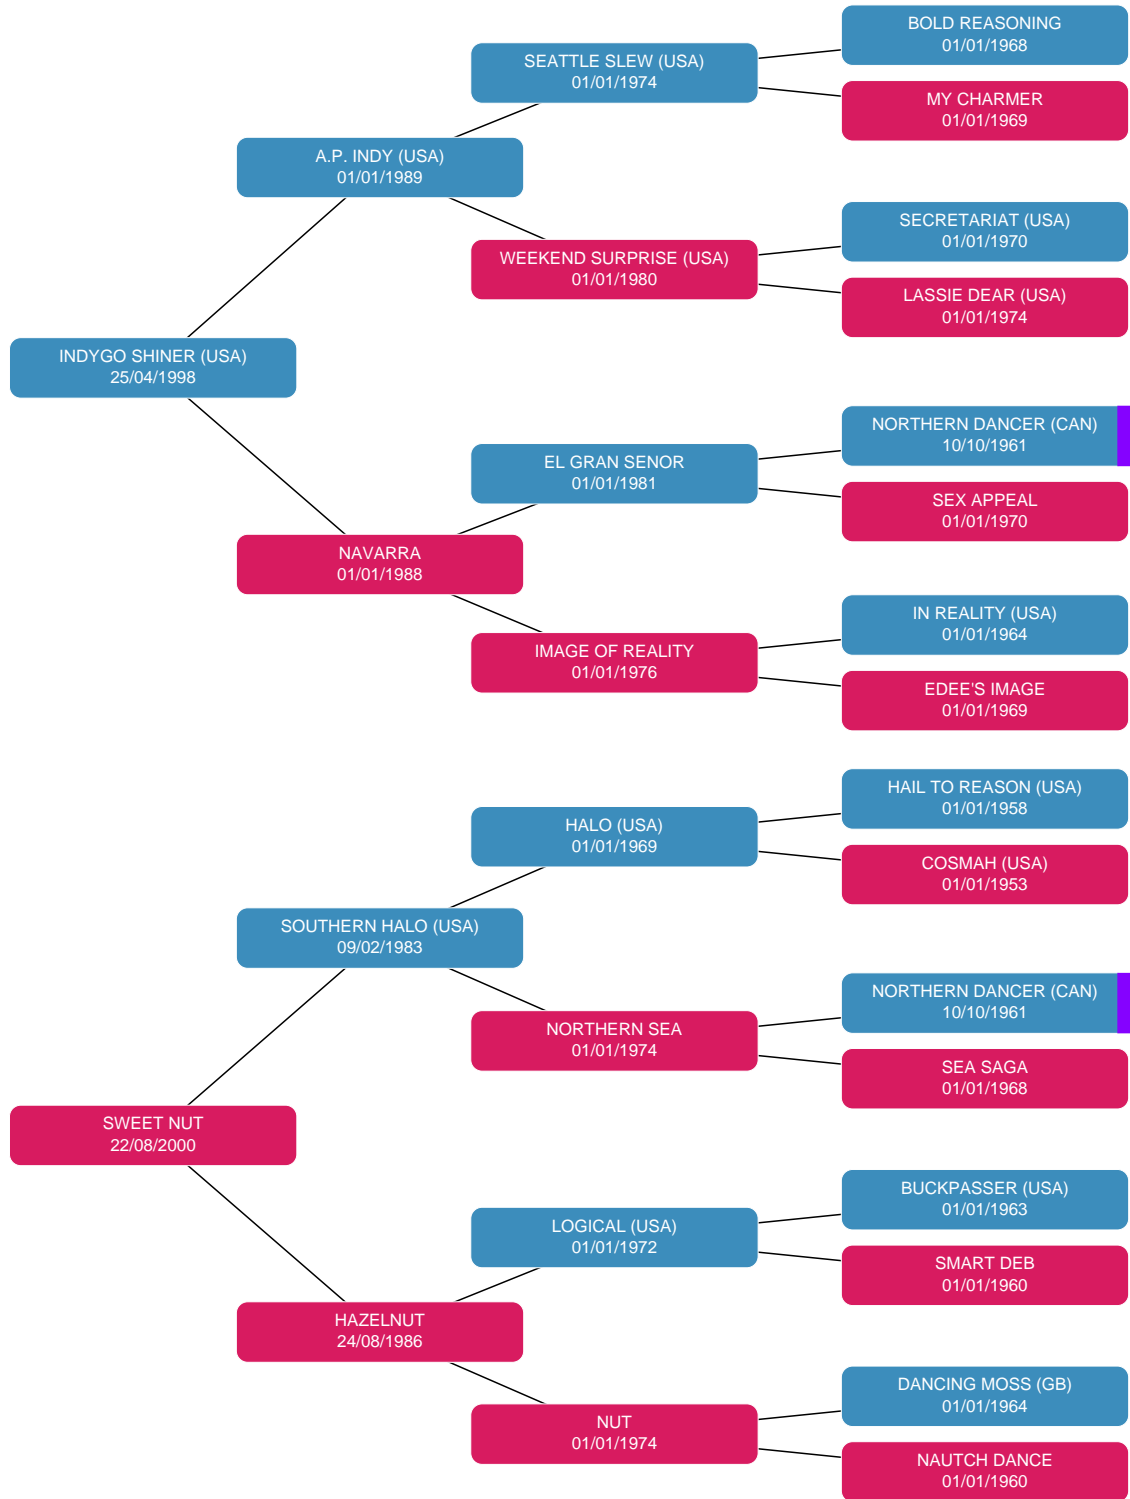 BOLD REASONING
01/01/1968
SEATTLE SLEW (USA)
01/01/1974
MY CHARMER
01/01/1969
A.P. INDY (USA)
01/01/1989
SECRETARIAT (USA)
01/01/1970
WEEKEND SURPRISE (USA)
01/01/1980
LASSIE DEAR (USA)
01/01/1974
INDYGO SHINER (USA)
25/04/1998
NORTHERN DANCER (CAN)
10/10/1961
EL GRAN SENOR
01/01/1981
SEX APPEAL
01/01/1970
NAVARRA
01/01/1988
IN REALITY (USA)
01/01/1964
IMAGE OF REALITY
01/01/1976
EDEE'S IMAGE
01/01/1969
HAIL TO REASON (USA)
01/01/1958
HALO (USA)
01/01/1969
COSMAH (USA)
01/01/1953
SOUTHERN HALO (USA)
09/02/1983
NORTHERN DANCER (CAN)
10/10/1961
NORTHERN SEA
01/01/1974
SEA SAGA
01/01/1968
SWEET NUT
22/08/2000
BUCKPASSER (USA)
01/01/1963
LOGICAL (USA)
01/01/1972
SMART DEB
01/01/1960
HAZELNUT
24/08/1986
DANCING MOSS (GB)
01/01/1964
NUT
01/01/1974
NAUTCH DANCE
01/01/1960